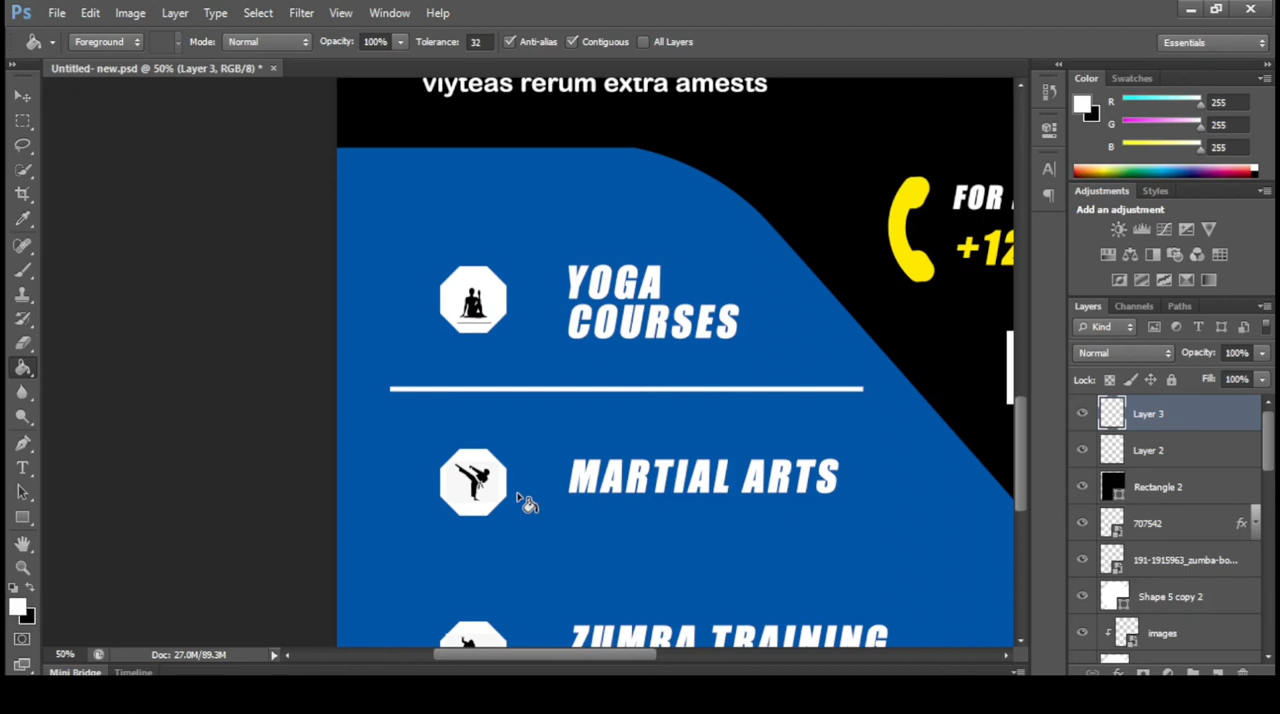 Ps File Edit Image Layer Type Select Filter View Window Help
Foreground Mode: Normal Opacity: 100% Tolerance: 32 Anti-alias Contiguous All Layers Essentials
Untitled- new.psd @ 50% (Layer 3, RGB/8) * ×
viyteas rerum extra amests
FOR
+12
YOGA
COURSES
MARTIAL ARTS
ZUMBA TRAINING
Color Swatches
R 255
G 255
B 255
Adjustments Styles
Add an adjustment
Layers Channels Paths
Kind
Normal Opacity: 100%
Lock: Fill: 100%
Layer 3
Layer 2
Rectangle 2
707542 fx
191-1915963_zumba-bo...
Shape 5 copy 2
images
50% Doc: 27.0M/89.3M
Mini Bridge Timeline